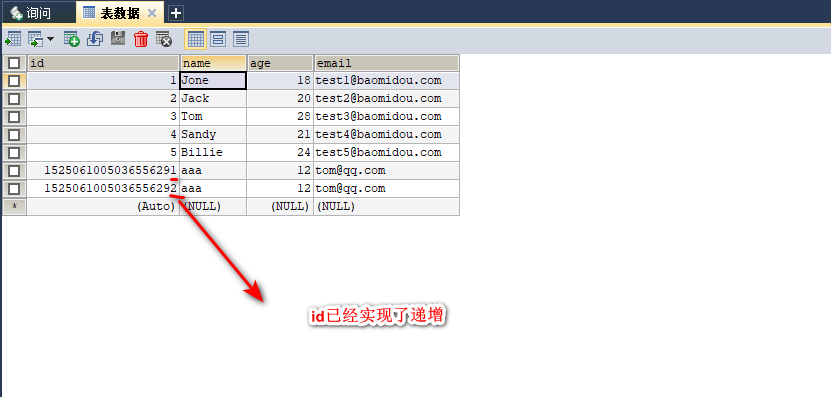 询问 表数据
id name age email
1 Jone 18 test1@baomidou.com
2 Jack 20 test2@baomidou.com
3 Tom 28 test3@baomidou.com
4 Sandy 21 test4@baomidou.com
5 Billie 24 test5@baomidou.com
1525061005036556291 aaa 12 tom@qq.com
1525061005036556292 aaa 12 tom@qq.com
* (Auto) (NULL) (NULL) (NULL)
id已经实现了递增